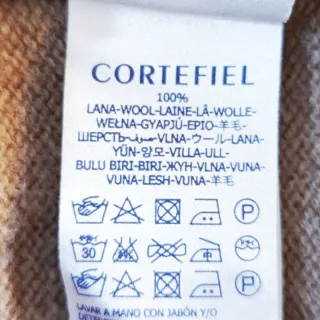 CORTEFIEL
100%
LANA-WOOL-LAINE-LÂ-WOLLE-
WEŁNA-GYAPJÚ-EPIO-羊毛-
ШЕРСТЬ-صوف-VLNA-ウール-LANA-
YÜN-양모-VILLA-ULL-
BULU BIRI-BIRI-ЖУН-VLNA-VUNA-
VUNA-LESH-VUNA-羊毛
P
30
P
LAVAR A MANO CON JABÓN Y/O